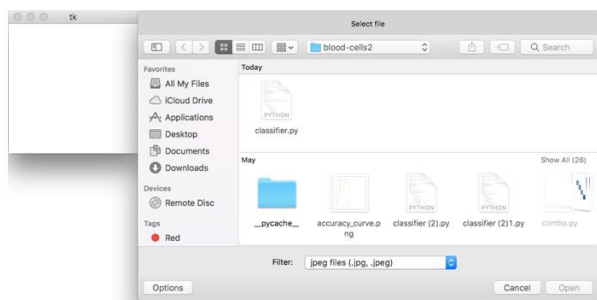 tk
Select file
blood-cells2
Search
Favorites
All My Files
iCloud Drive
Applications
Desktop
Documents
Downloads
Devices
Remote Disc
Tags
Red
Today
PYTHON
classifier.py
May
Show All (26)
PYTHON
PYTHON
__pycache__
accuracy_curve.p
ng
classifier (2).py
classifier (2)1.py
combo.py
Filter:
jpeg files (.jpg, .jpeg)
Options
Cancel
Open